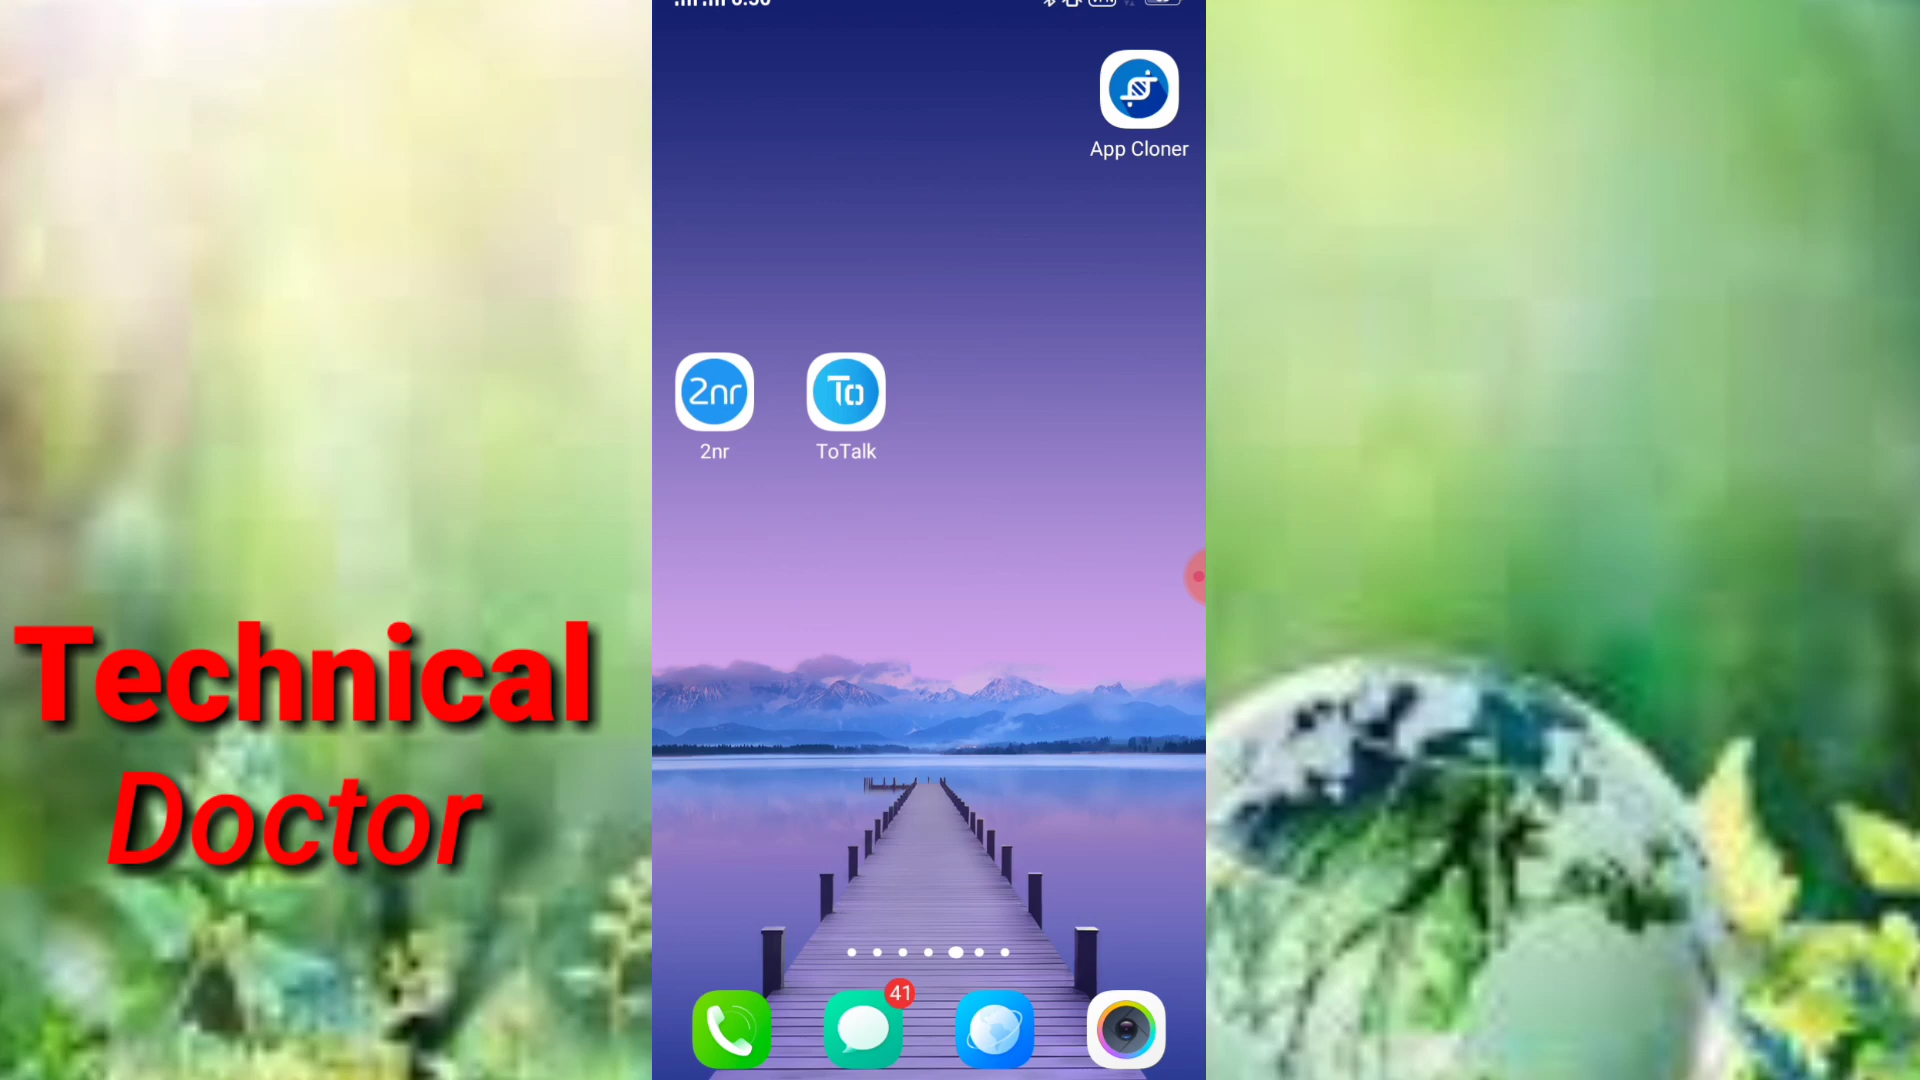 App Cloner
2nr
To
2nr
ToTalk
Technical
Doctor
41